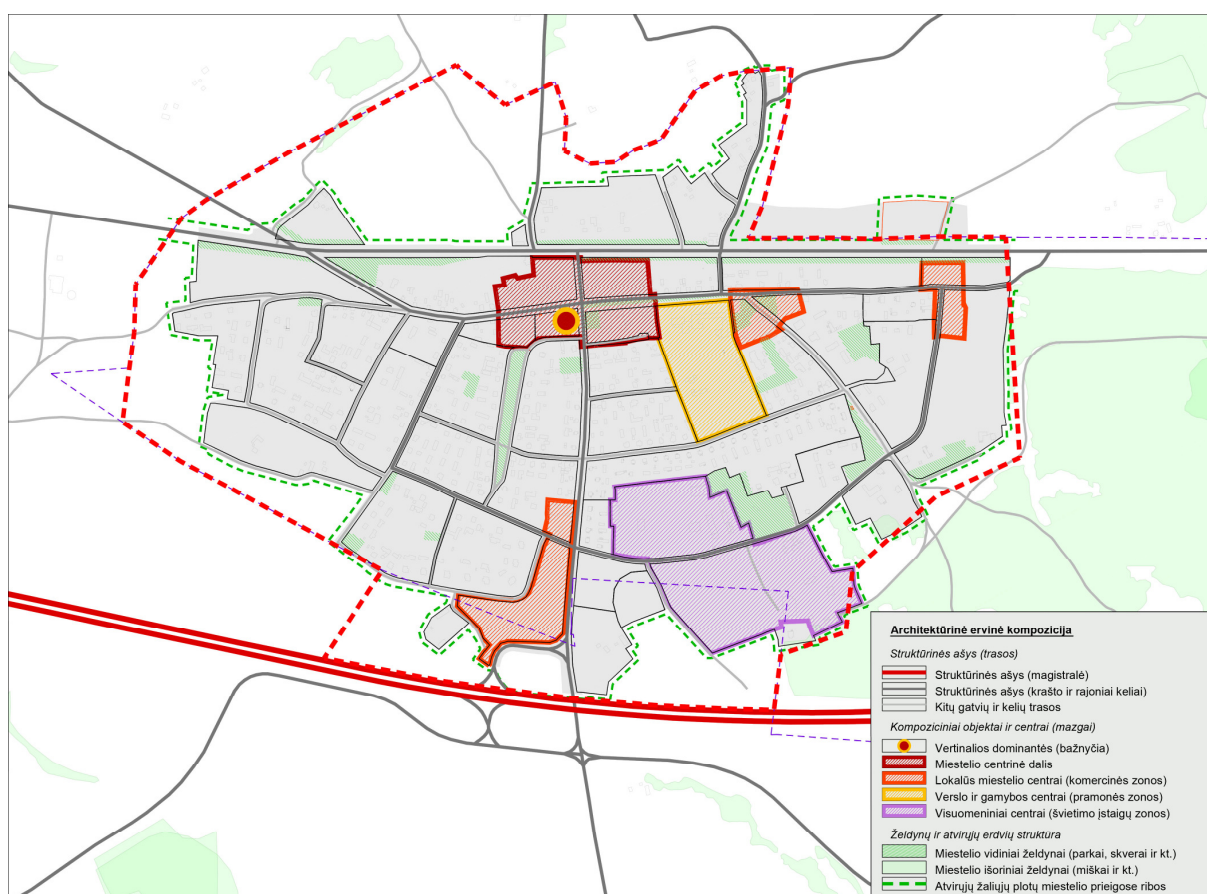 Architektūrinė ervinė kompozicija
Struktūrinės ašys (trasos)
Struktūrinės ašys (magistralė)
Struktūrinės ašys (krašto ir rajoniai keliai)
Kitų gatvių ir kelių trasos
Kompoziciniai objektai ir centrai (mazgai)
Vertinalios dominantės (bažnyčia)
Miestelio centrinė dalis
Lokalūs miestelio centrai (komercinės zonos)
Verslo ir gamybos centrai (pramonės zonos)
Visuomeniniai centrai (švietimo įstaigų zonos)
Želdynų ir atvirųjų erdvių struktūra
Miestelio vidiniai želdynai (parkai, skverai ir kt.)
Miestelio išoriniai želdynai (miškai ir kt.)
Atvirųjų žaliųjų plotų miestelio prieigose ribos